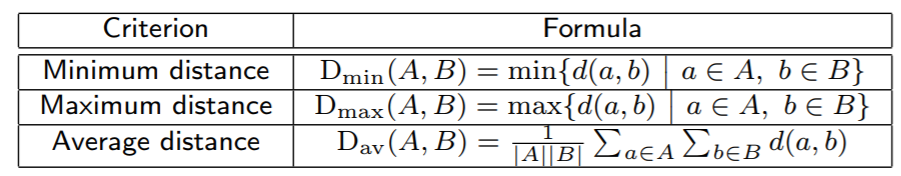 Criterion Formula
Minimum distance D_min(A, B) = min{d(a, b) | a ∈ A, b ∈ B}
Maximum distance D_max(A, B) = max{d(a, b) | a ∈ A, b ∈ B}
Average distance D_av(A, B) = 1/|A||B| ∑_{a∈A} ∑_{b∈B} d(a, b)